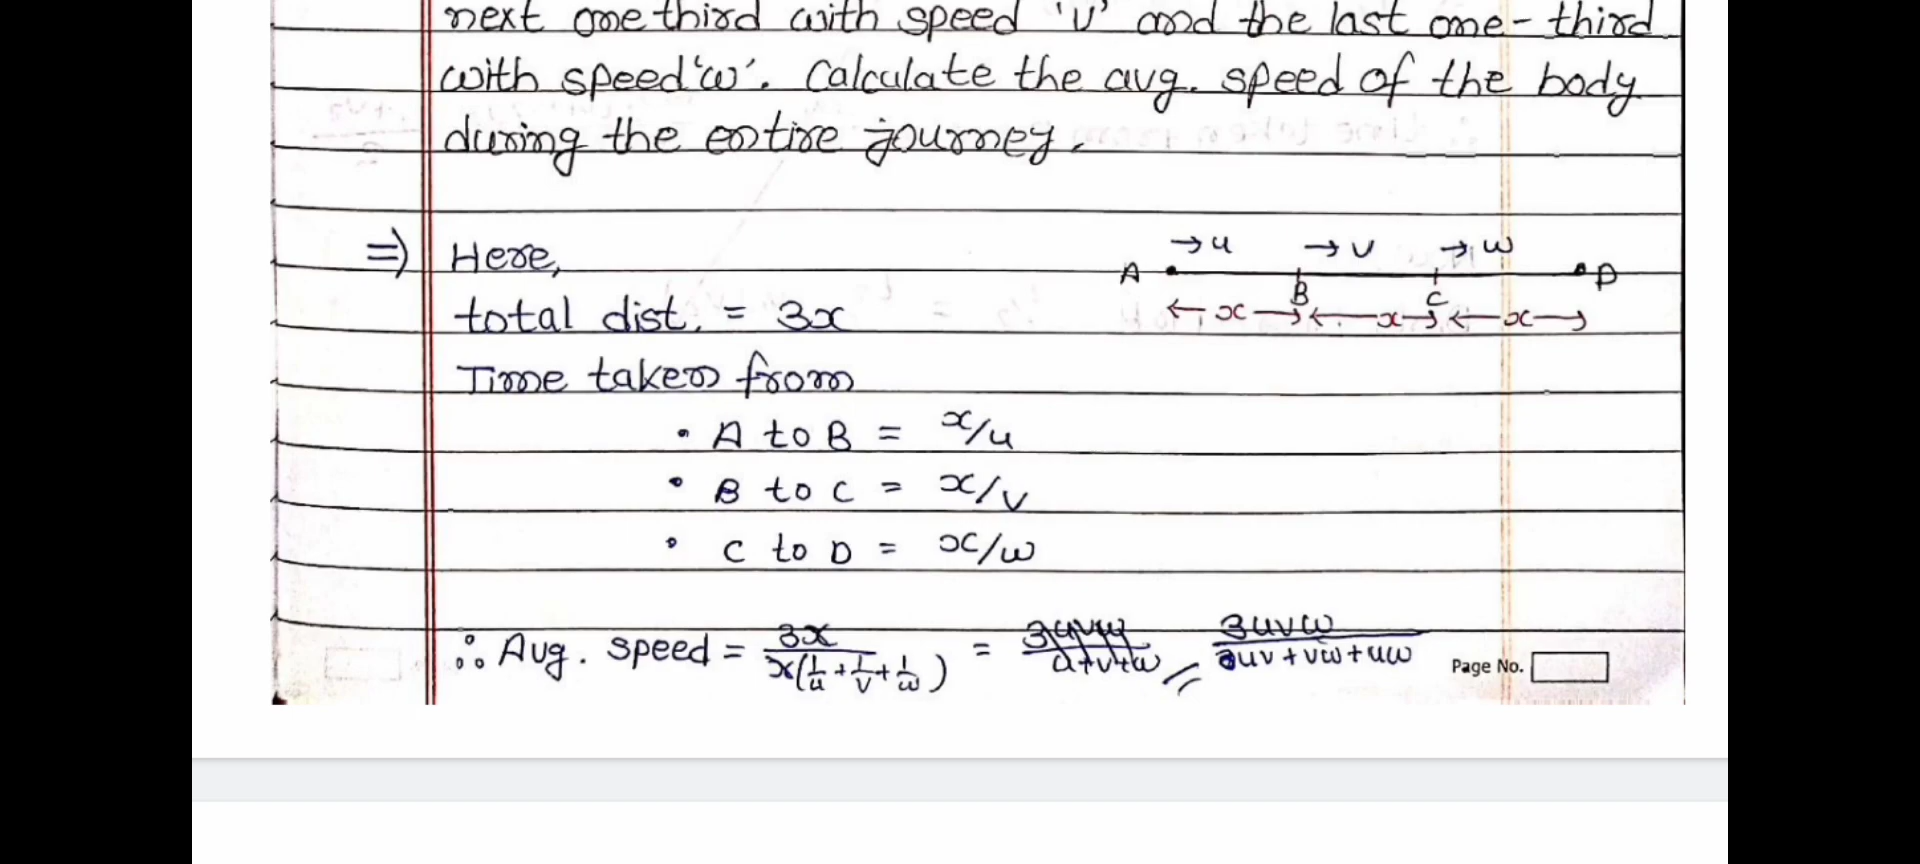 next one third with speed 'v' and the last one-third
with speed 'w'. Calculate the avg. speed of the body
during the entire journey.
=> Here,
→u →v →w
A B C D
←x→ ←x→ ←x→
total dist. = 3x
Time taken from
• A to B = x/u
• B to C = x/v
• C to D = x/w
∴ Avg. speed = 3x/x(1/u+1/v+1/w) = 3uvw/u+v+w 3uvw/uv+vw+uw
Page No.